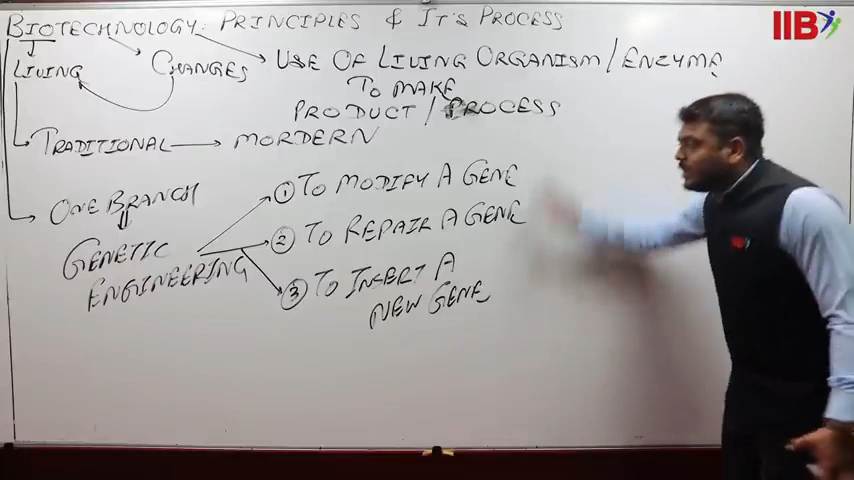 BIOTECHNOLOGY: PRINCIPLES & IT'S PROCESS
IIB
LIVING
CHANGES
USE OF LIVING ORGANISM/ENZYME
TO MAKE
PRODUCT/PROCESS
TRADITIONAL
MORDERN
ONE BRANCH
GENETIC
ENGINEERING
1 TO MODIFY A GENE
2 TO REPAIR A GENE
3 TO INSERT A
NEW GENE
IIB